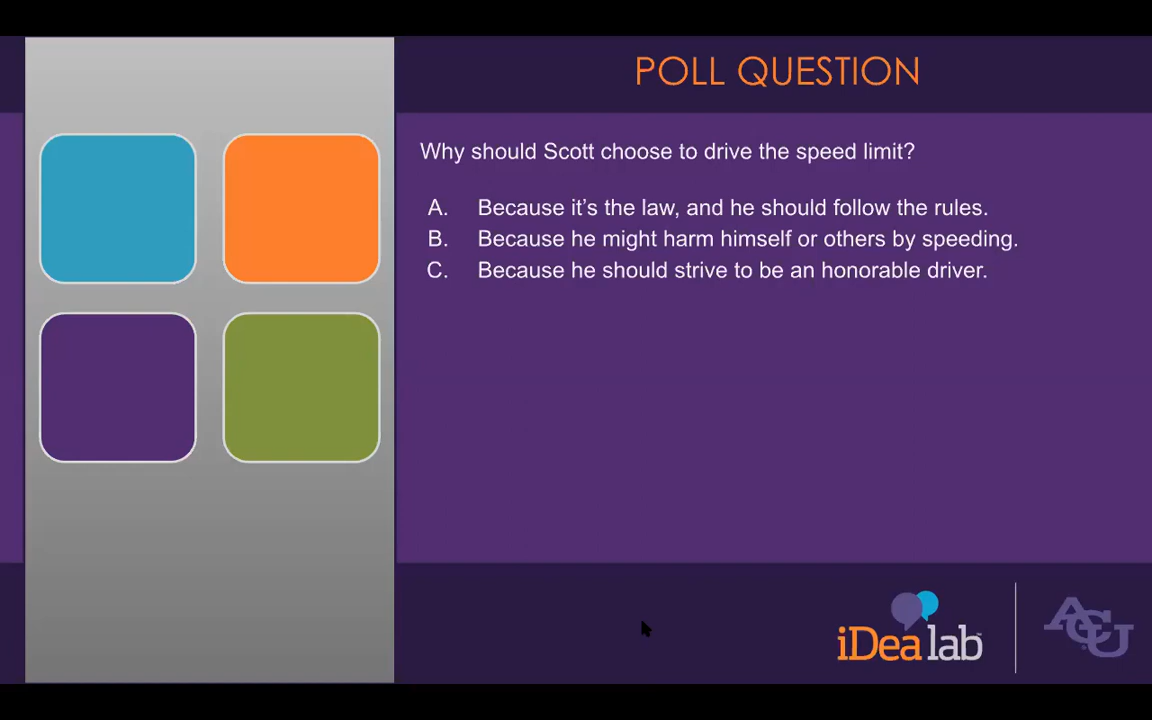 POLL QUESTION
Why should Scott choose to drive the speed limit?
A. Because it’s the law, and he should follow the rules.
B. Because he might harm himself or others by speeding.
C. Because he should strive to be an honorable driver.
iDea lab™
ACU